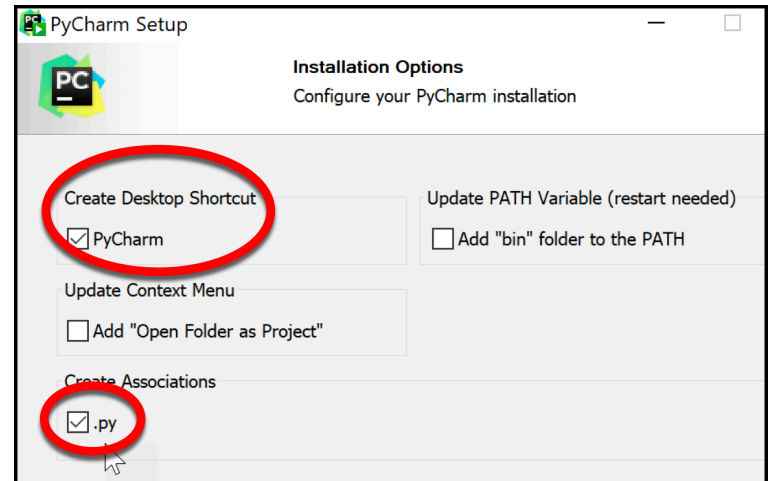 PyCharm Setup
PC
Installation Options
Configure your PyCharm installation
Create Desktop Shortcut
PyCharm
Update PATH Variable (restart needed)
Add "bin" folder to the PATH
Update Context Menu
Add "Open Folder as Project"
Create Associations
.py